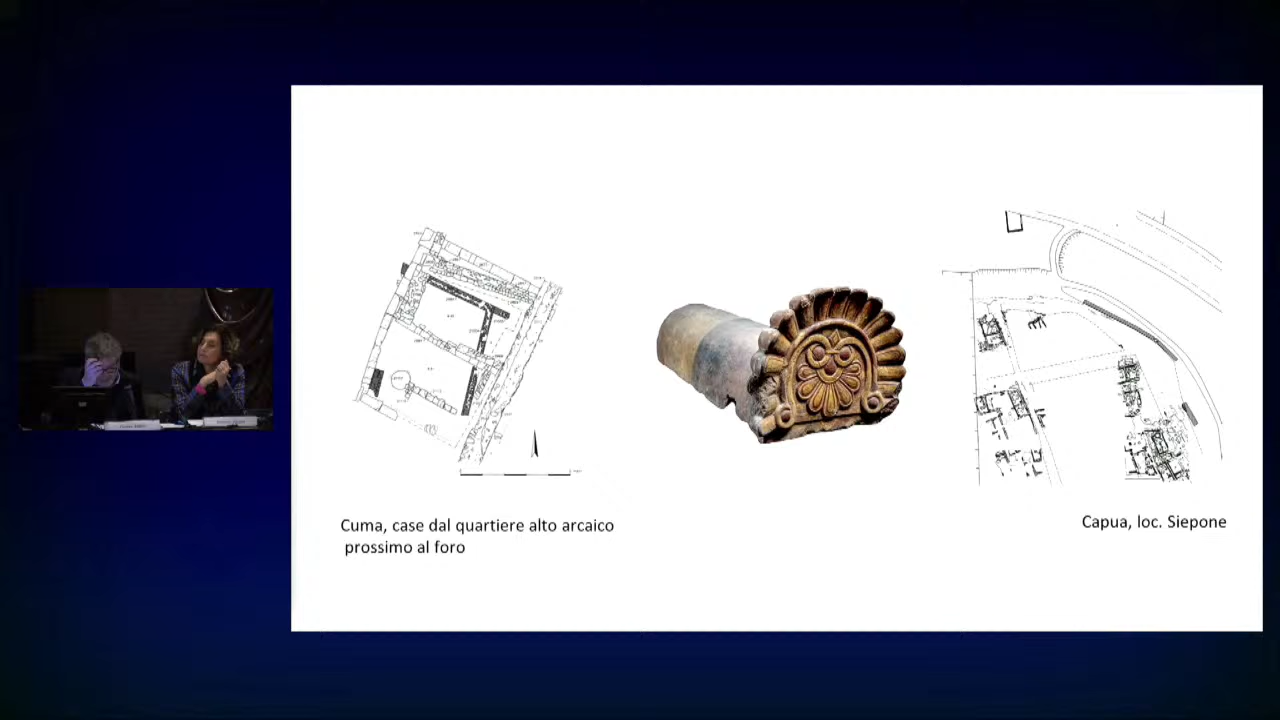 Cuma, case dal quartiere alto arcaico
prossimo al foro
Capua, loc. Siepone